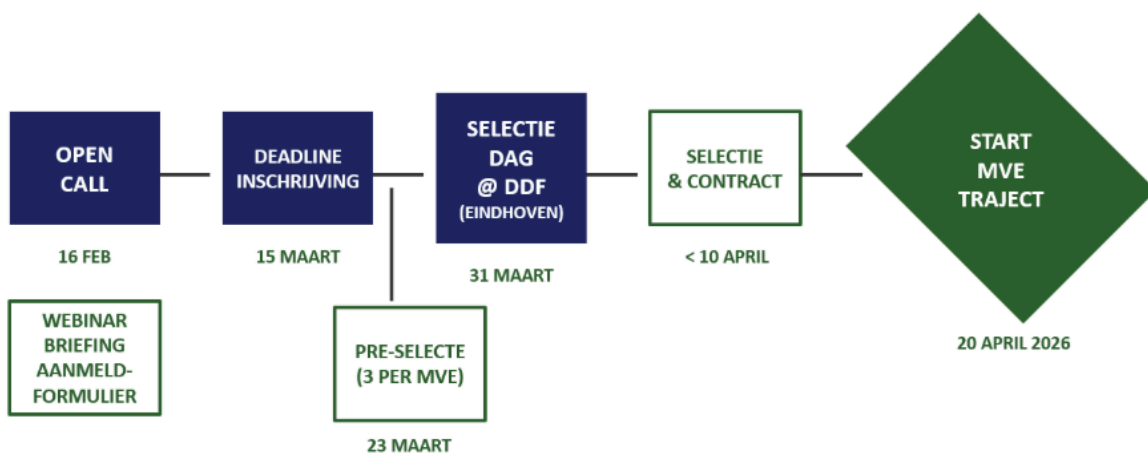 OPEN
CALL
16 FEB
WEBINAR
BRIEFING
AANMELD-
FORMULIER
DEADLINE
INSCHRIJVING
15 MAART
PRE-SELECTE
(3 PER MVE)
23 MAART
SELECTIE
DAG
@ DDF
(EINDHOVEN)
31 MAART
SELECTIE
& CONTRACT
< 10 APRIL
START
MVE
TRAJECT
20 APRIL 2026